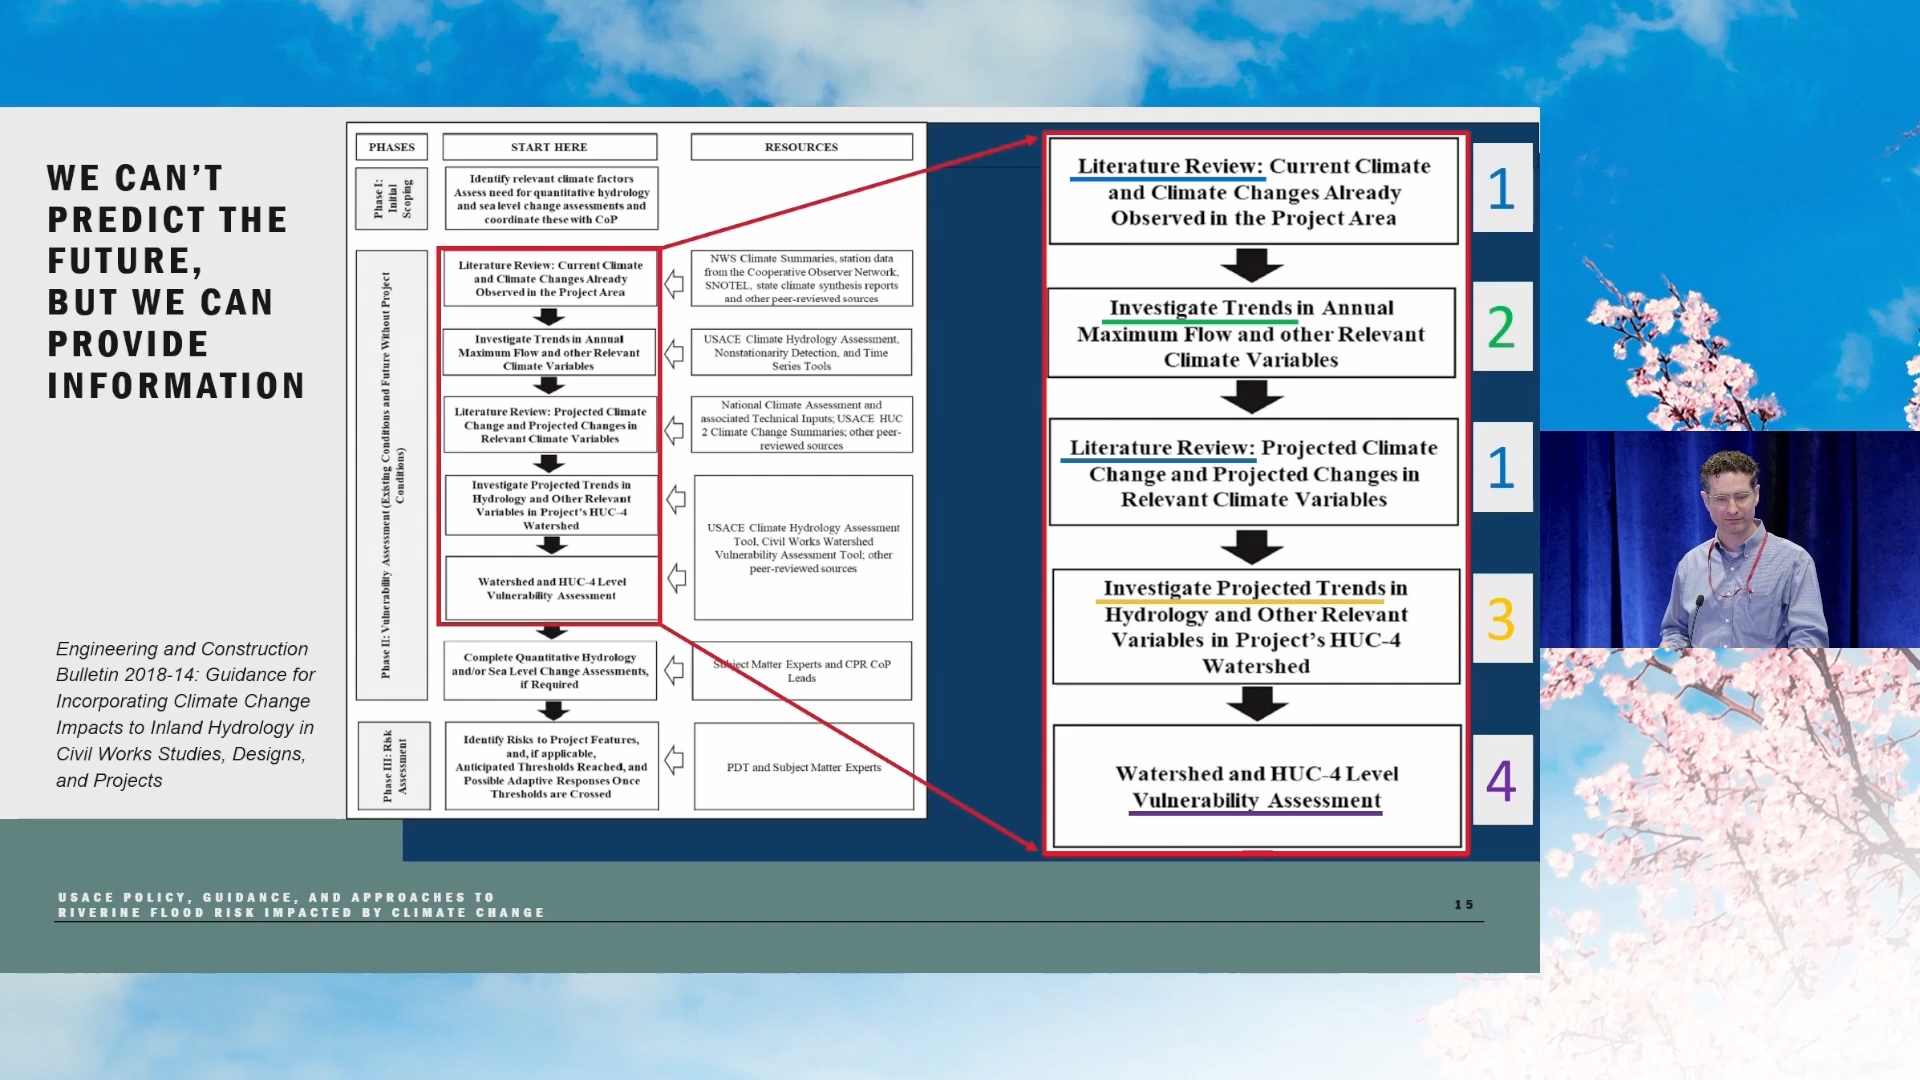 WE CAN'T
PREDICT THE
FUTURE,
BUT WE CAN
PROVIDE
INFORMATION
Engineering and Construction
Bulletin 2018-14: Guidance for
Incorporating Climate Change
Impacts to Inland Hydrology in
Civil Works Studies, Designs,
and Projects
PHASES
START HERE
RESOURCES
Phase I:
Initial
Scoping
Identify relevant climate factors
Assess need for quantitative hydrology
and sea level change assessments and
coordinate these with CoP
Phase II: Vulnerability Assessment (Existing Conditions and Future Without Project
Conditions)
Literature Review: Current Climate
and Climate Changes Already
Observed in the Project Area
NWS Climate Summaries, station data
from the Cooperative Observer Network,
SNOTEL, state climate synthesis reports
and other peer-reviewed sources
Investigate Trends in Annual
Maximum Flow and other Relevant
Climate Variables
USACE Climate Hydrology Assessment,
Nonstationarity Detection, and Time
Series Tools
Literature Review: Projected Climate
Change and Projected Changes in
Relevant Climate Variables
National Climate Assessment and
associated Technical Inputs; USACE HUC
2 Climate Change Summaries; other peer-
reviewed sources
Investigate Projected Trends in
Hydrology and Other Relevant
Variables in Project's HUC-4
Watershed
Watershed and HUC-4 Level
Vulnerability Assessment
USACE Climate Hydrology Assessment
Tool, Civil Works Watershed
Vulnerability Assessment Tool; other
peer-reviewed sources
Complete Quantitative Hydrology
and/or Sea Level Change Assessments,
if Required
Subject Matter Experts and CPR CoP
Leads
Phase III: Risk
Assessment
Identify Risks to Project Features,
and, if applicable,
Anticipated Thresholds Reached, and
Possible Adaptive Responses Once
Thresholds are Crossed
PDT and Subject Matter Experts
Literature Review: Current Climate
and Climate Changes Already
Observed in the Project Area
1
Investigate Trends in Annual
Maximum Flow and other Relevant
Climate Variables
2
Literature Review: Projected Climate
Change and Projected Changes in
Relevant Climate Variables
1
Investigate Projected Trends in
Hydrology and Other Relevant
Variables in Project's HUC-4
Watershed
3
Watershed and HUC-4 Level
Vulnerability Assessment
4
USACE POLICY, GUIDANCE, AND APPROACHES TO
RIVERINE FLOOD RISK IMPACTED BY CLIMATE CHANGE
15